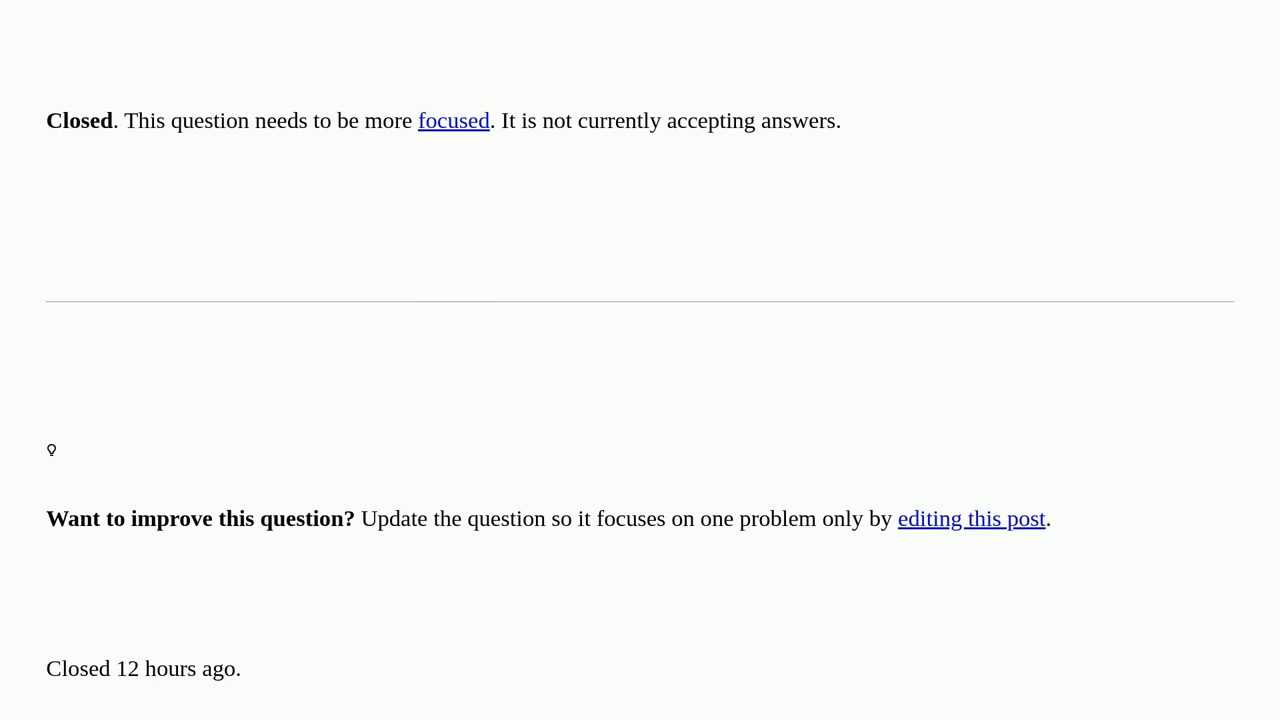 Closed. This question needs to be more focused. It is not currently accepting answers.
Want to improve this question? Update the question so it focuses on one problem only by editing this post.
Closed 12 hours ago.